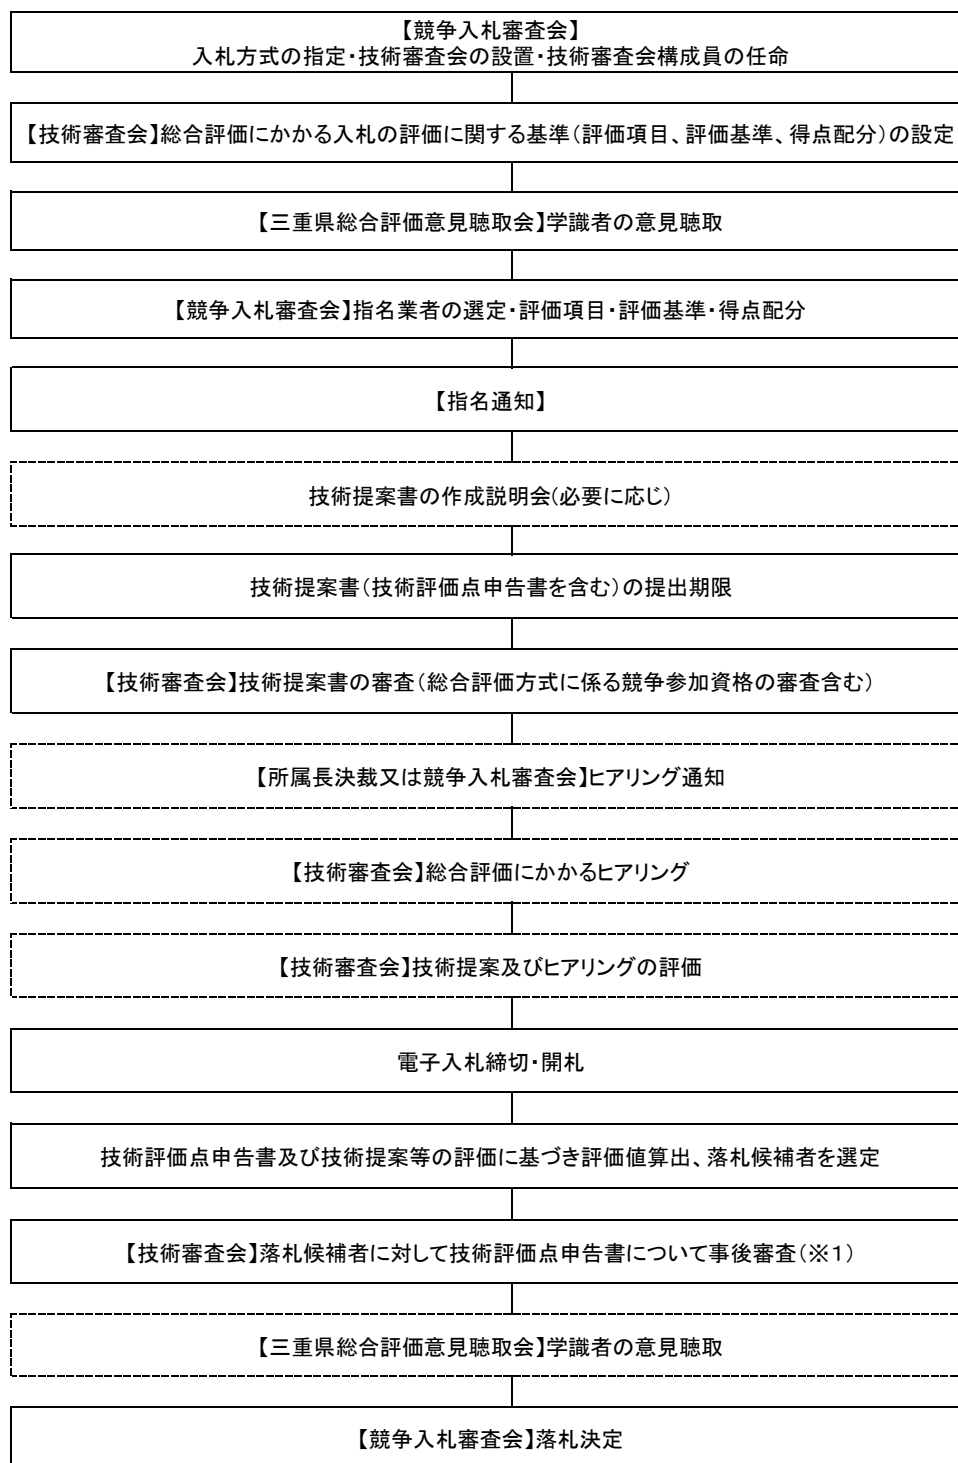 【競争入札審査会】
入札方式の指定・技術審査会の設置・技術審査会構成員の任命
【技術審査会】総合評価にかかる入札の評価に関する基準(評価項目、評価基準、得点配分)の設定
【三重県総合評価意見聴取会】学識者の意見聴取
【競争入札審査会】指名業者の選定・評価項目・評価基準・得点配分
【指名通知】
技術提案書の作成説明会(必要に応じ)
技術提案書(技術評価点申告書を含む)の提出期限
【技術審査会】技術提案書の審査(総合評価方式に係る競争参加資格の審査含む)
【所属長決裁又は競争入札審査会】ヒアリング通知
【技術審査会】総合評価にかかるヒアリング
【技術審査会】技術提案及びヒアリングの評価
電子入札締切・開札
技術評価点申告書及び技術提案等の評価に基づき評価値算出、落札候補者を選定
【技術審査会】落札候補者に対して技術評価点申告書について事後審査(※1)
【三重県総合評価意見聴取会】学識者の意見聴取
【競争入札審査会】落札決定